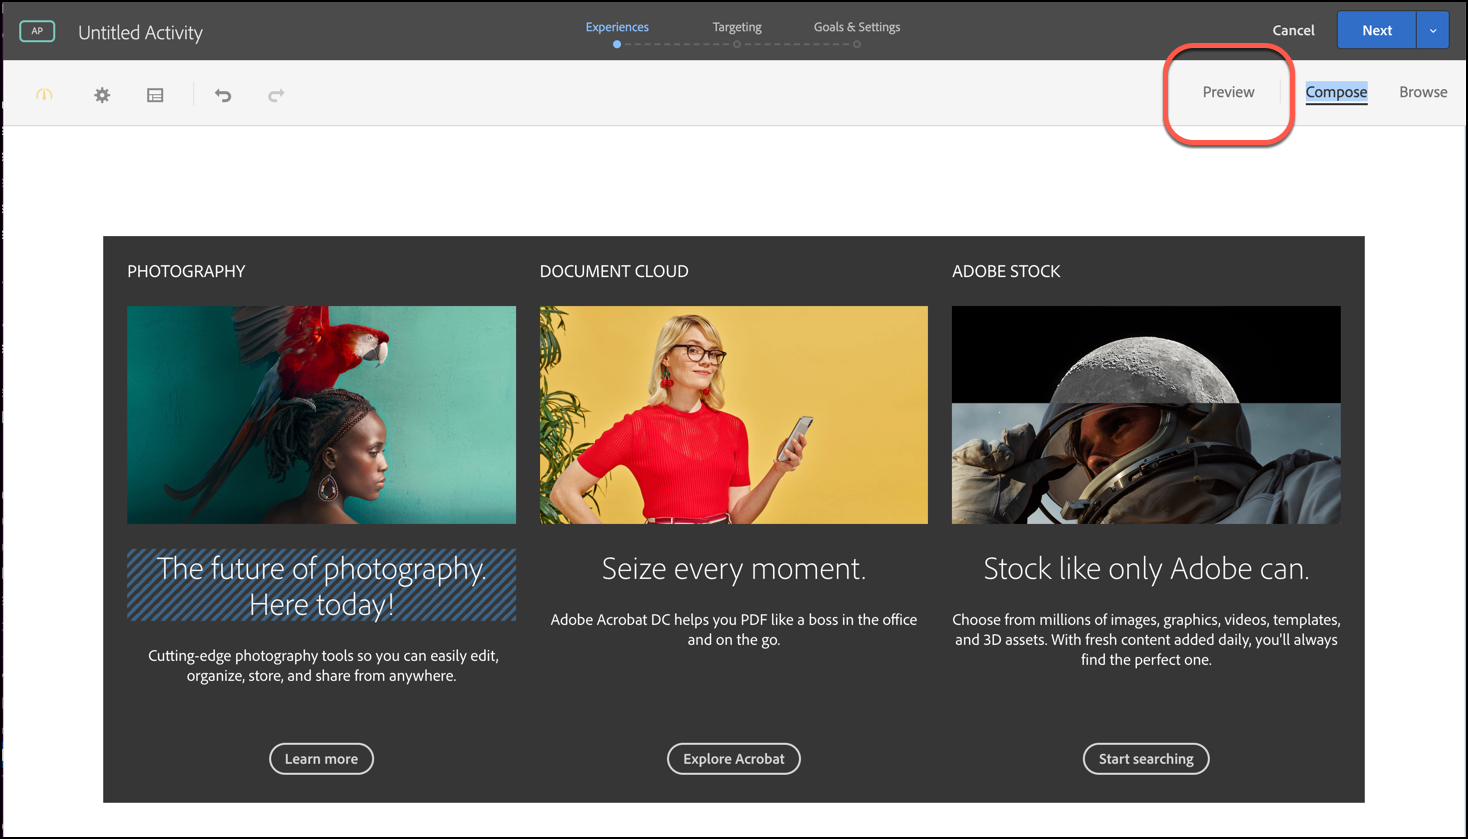 AP
Untitled Activity
Experiences
Targeting
Goals & Settings
Cancel
Next
Preview
Compose
Browse
PHOTOGRAPHY
The future of photography.
Here today!
Cutting-edge photography tools so you can easily edit,
organize, store, and share from anywhere.
Learn more
DOCUMENT CLOUD
Seize every moment.
Adobe Acrobat DC helps you PDF like a boss in the office
and on the go.
Explore Acrobat
ADOBE STOCK
Stock like only Adobe can.
Choose from millions of images, graphics, videos, templates,
and 3D assets. With fresh content added daily, you'll always
find the perfect one.
Start searching